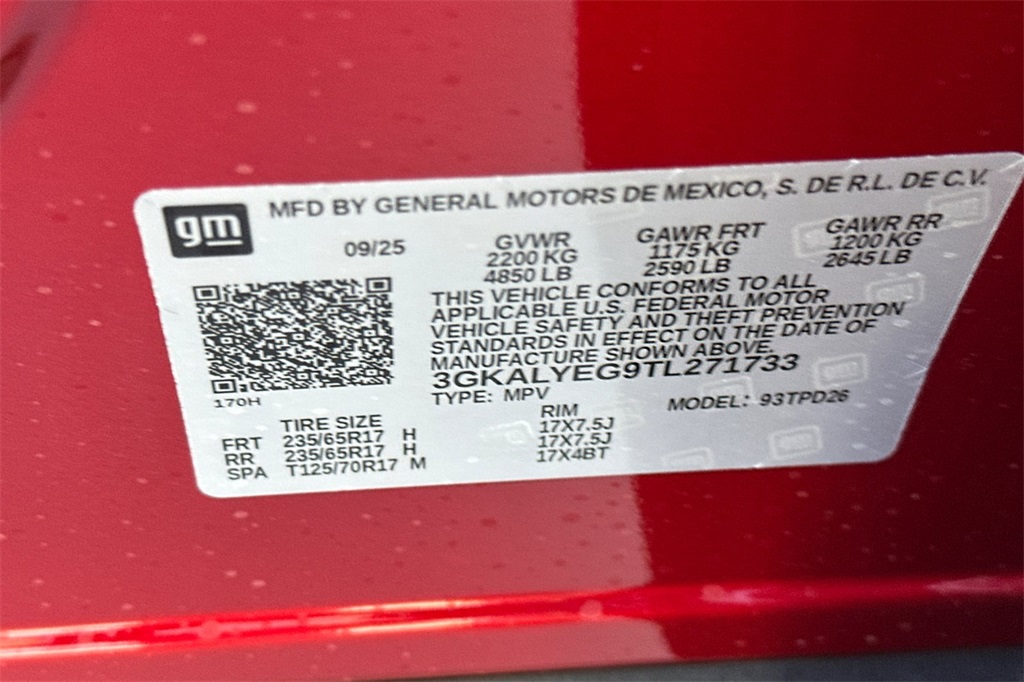 gm MFD BY GENERAL MOTORS DE MEXICO, S. DE R.L. DE C.V.
09/25 GVWR GAWR FRT GAWR RR
2200 KG 1175 KG 1200 KG
4850 LB 2590 LB 2645 LB
THIS VEHICLE CONFORMS TO ALL
APPLICABLE U.S. FEDERAL MOTOR
VEHICLE SAFETY AND THEFT PREVENTION
STANDARDS IN EFFECT ON THE DATE OF
MANUFACTURE SHOWN ABOVE.
3GKALYEG9TL271733
170H TYPE: MPV MODEL: 93TPD26
TIRE SIZE RIM
FRT 235/65R17 H 17X7.5J
RR 235/65R17 H 17X7.5J
SPA T125/70R17 M 17X4BT